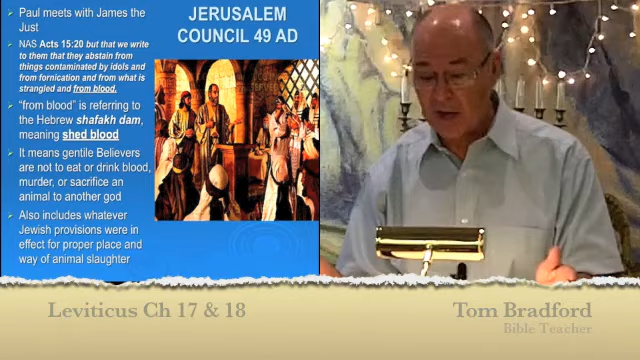 Paul meets with James the
Just
NAS Acts 15:20 but that we write
to them that they abstain from
things contaminated by idols and
from fornication and from what is
strangled and from blood.
"from blood" is referring to
the Hebrew shafakh dam,
meaning shed blood
It means gentile Believers
are not to eat or drink blood,
murder, or sacrifice an
animal to another god
Also includes whatever
Jewish provisions were in
effect for proper place and
way of animal slaughter
JERUSALEM
COUNCIL 49 AD
Leviticus Ch 17 & 18
Tom Bradford
Bible Teacher